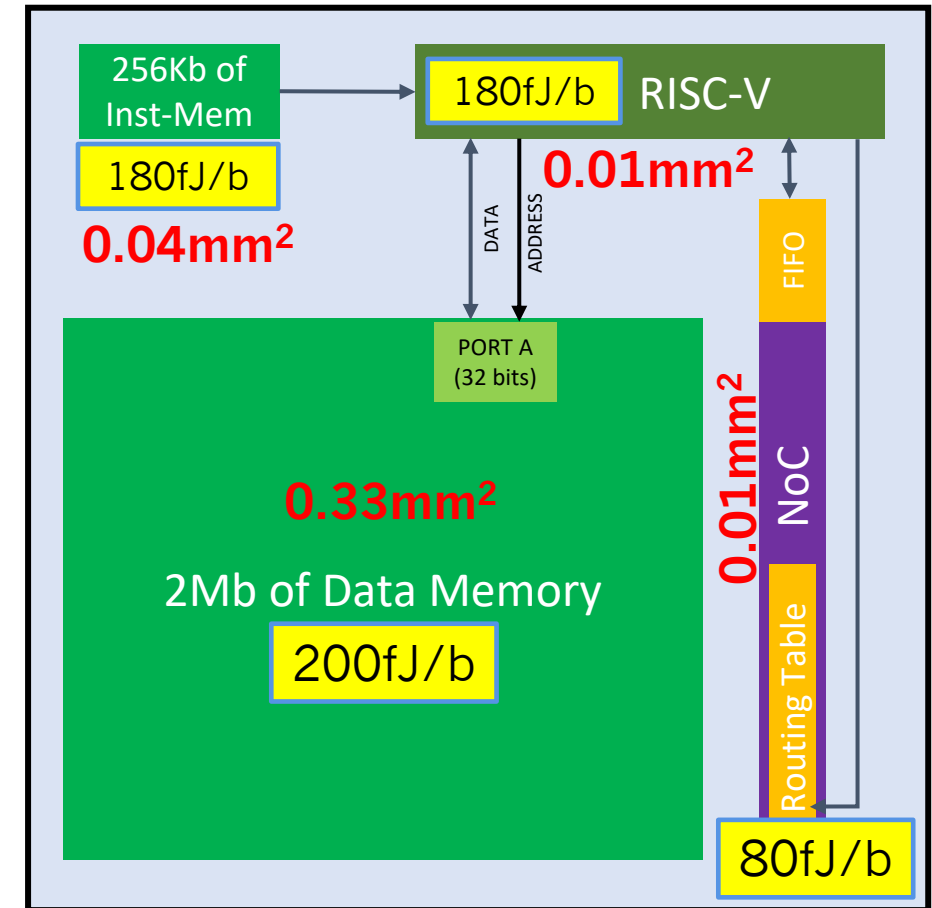 256Kb of
Inst-Mem
180fJ/b
0.04mm²
180fJ/b
RISC-V
0.01mm²
DATA
ADDRESS
FIFO
PORT A
(32 bits)
0.33mm²
2Mb of Data Memory
200fJ/b
0.01mm²
NoC
Routing Table
80fJ/b